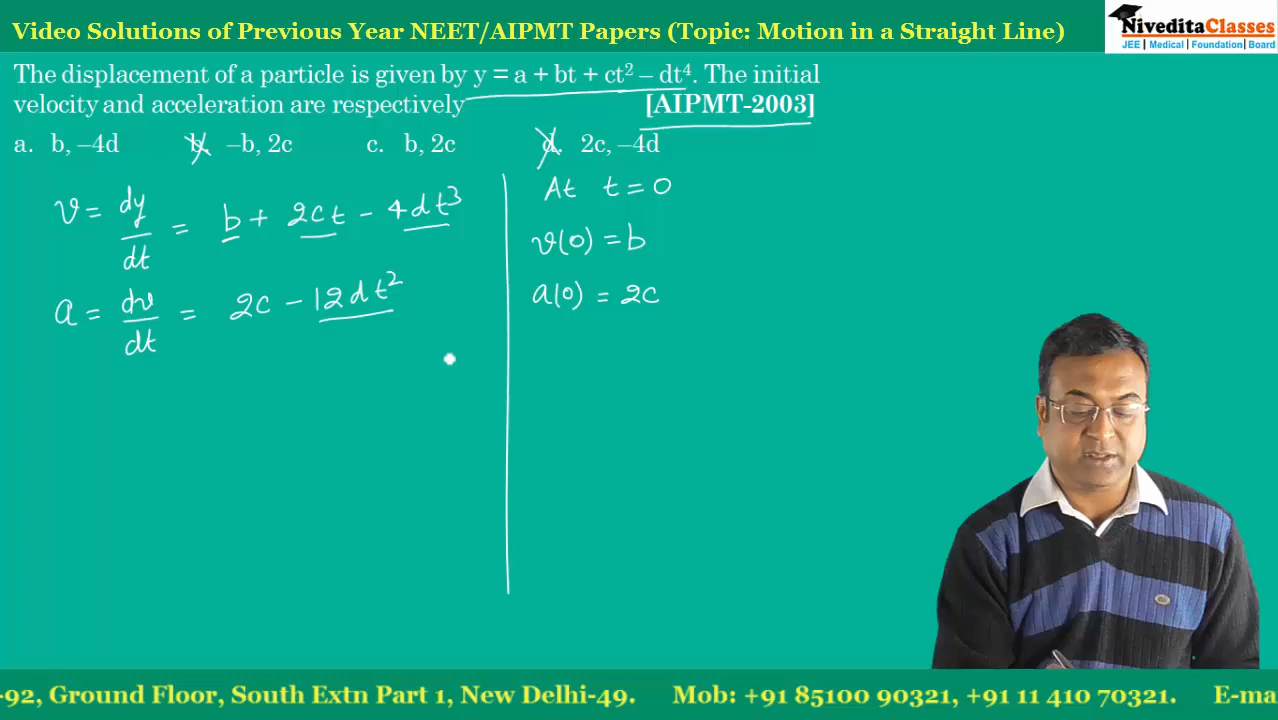 Video Solutions of Previous Year NEET/AIPMT Papers (Topic: Motion in a Straight Line)
NiveditaClasses
JEE | Medical | Foundation | Board
The displacement of a particle is given by y = a + bt + ct² – dt⁴. The initial
velocity and acceleration are respectively [AIPMT-2003]
a. b, –4d b. –b, 2c c. b, 2c d. 2c, –4d
v = dy/dt = b + 2ct - 4dt³
a = dv/dt = 2c - 12dt²
At t = 0
v(0) = b
a(0) = 2c
-92, Ground Floor, South Extn Part 1, New Delhi-49. Mob: +91 85100 90321, +91 11 410 70321. E-ma